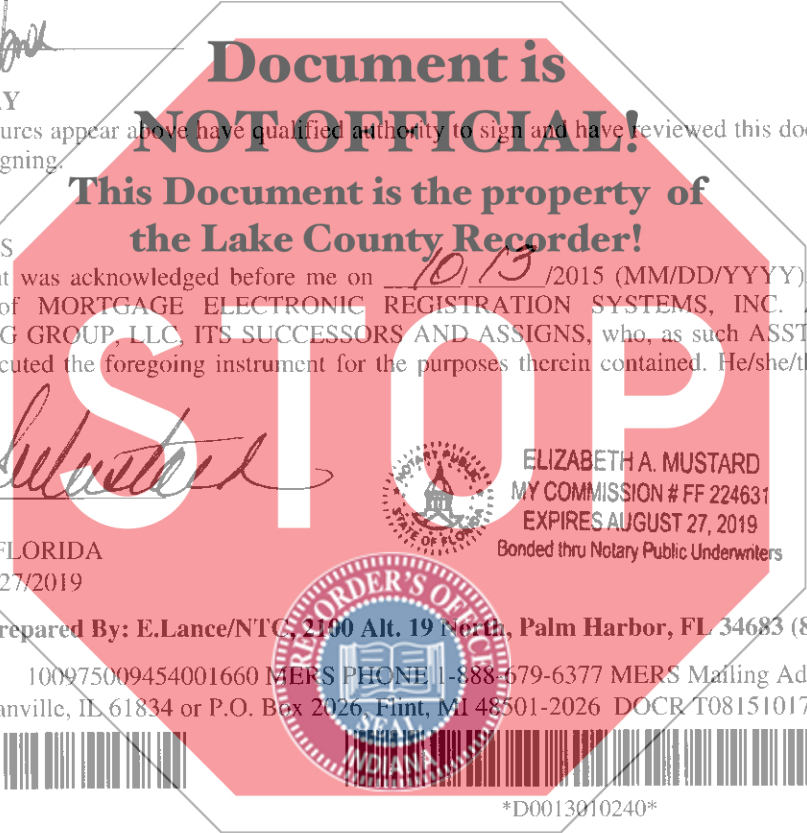 Document is
AY
NOT OFFICIAL!
ures appear above have qualified authority to sign and have reviewed this doc
gning.
This Document is the property of
the Lake County Recorder!
S
t was acknowledged before me on 10/13/2015 (MM/DD/YYYY)
of MORTGAGE ELECTRONIC REGISTRATION SYSTEMS, INC.
G GROUP, LLC, ITS SUCCESSORS AND ASSIGNS, who, as such ASST
cuted the foregoing instrument for the purposes therein contained. He/she/th
STOP
NOTARY PUBLIC
STATE OF FLORIDA
ELIZABETH A. MUSTARD
MY COMMISSION # FF 224631
EXPIRES AUGUST 27, 2019
Bonded thru Notary Public Underwriters
FLORIDA
27/2019
RECORDER'S OFFICE
repared By: E.Lance/NTC, 2100 Alt. 19 North, Palm Harbor, FL 34683 (8
100975009454001660 MERS PHONE 1-888-679-6377 MERS Mailing Ad
anville, IL 61834 or P.O. Box 2026, Flint, MI 48501-2026 DOCR T08151017
SEAL
INDIANA
*D0013010240*